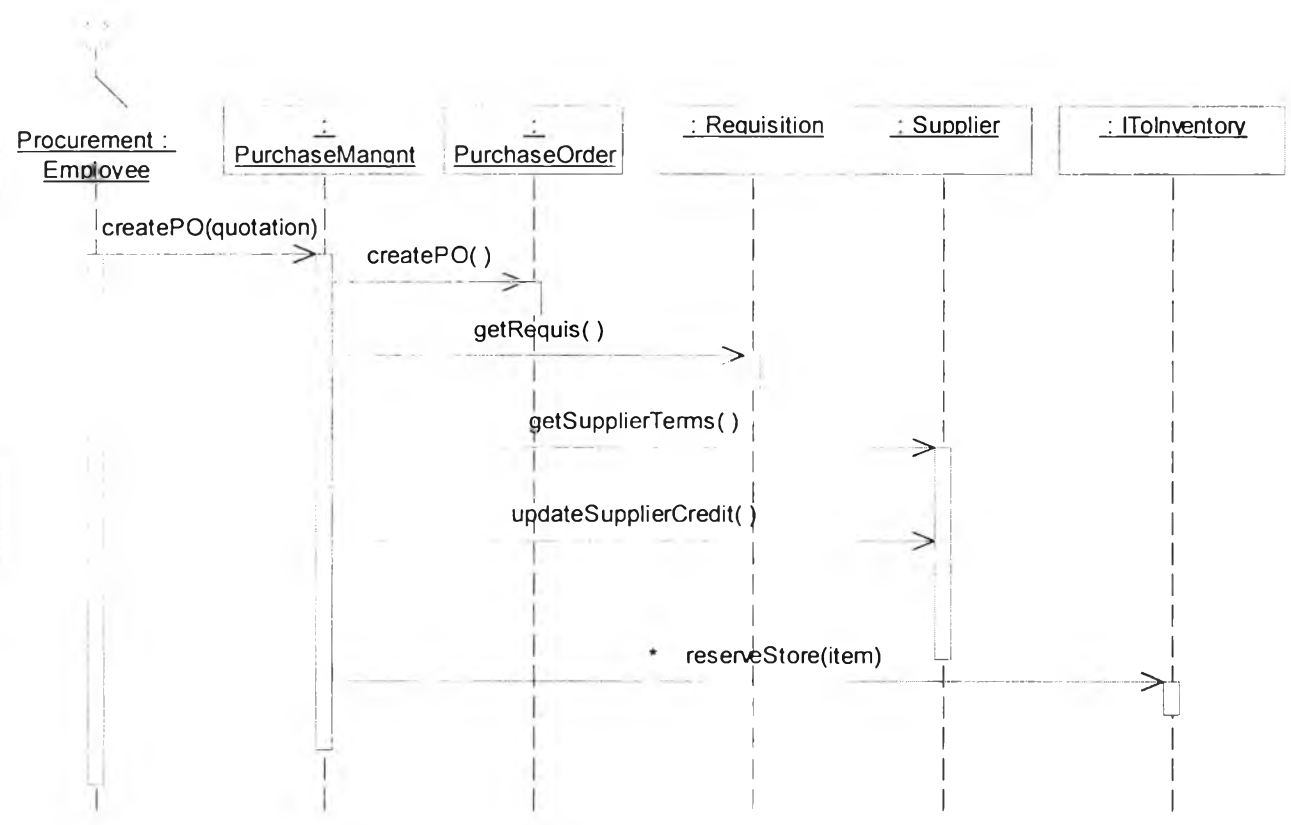 Procurement :
Employee
:
PurchaseMangnt
:
PurchaseOrder
: Requisition
: Supplier
: IToInventory
createPO(quotation)
createPO( )
getRequis( )
getSupplierTerms( )
updateSupplierCredit( )
* reserveStore(item)